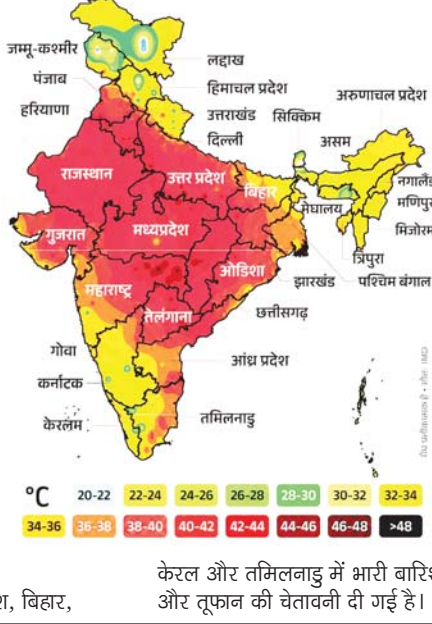 जम्मू-कश्मीर
लद्दाख
पंजाब
हिमाचल प्रदेश
अरुणाचल प्रदेश
हरियाणा
उत्तराखंड
सिक्किम
दिल्ली
असम
राजस्थान
उत्तर प्रदेश
बिहार
नगालैंड
मेघालय
मणिपुर
गुजरात
मध्यप्रदेश
मिजोरम
त्रिपुरा
ओडिशा
झारखंड
पश्चिम बंगाल
महाराष्ट्र
तेलंगाना
छत्तीसगढ़
गोवा
आंध्र प्रदेश
कर्नाटक
तमिलनाडु
केरलम
°C 20-22 22-24 24-26 26-28 28-30 30-32 32-34
34-36 36-38 38-40 40-42 42-44 44-46 46-48 >48
केरल और तमिलनाडु में भारी बारिश
श, बिहार, और तूफान की चेतावनी दी गई है।